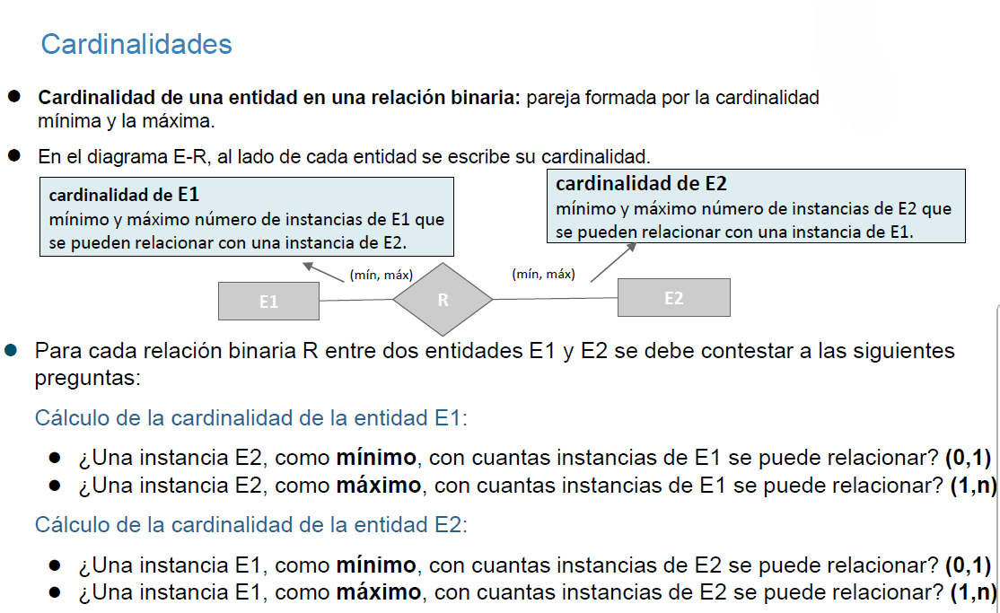 Cardinalidades
● Cardinalidad de una entidad en una relación binaria: pareja formada por la cardinalidad
mínima y la máxima.
● En el diagrama E-R, al lado de cada entidad se escribe su cardinalidad.
cardinalidad de E1
mínimo y máximo número de instancias de E1 que
se pueden relacionar con una instancia de E2.
cardinalidad de E2
mínimo y máximo número de instancias de E2 que
se pueden relacionar con una instancia de E1.
(mín, máx)
(mín, máx)
E1
R
E2
● Para cada relación binaria R entre dos entidades E1 y E2 se debe contestar a las siguientes
preguntas:
Cálculo de la cardinalidad de la entidad E1:
● ¿Una instancia E2, como mínimo, con cuantas instancias de E1 se puede relacionar? (0,1)
● ¿Una instancia E2, como máximo, con cuantas instancias de E1 se puede relacionar? (1,n)
Cálculo de la cardinalidad de la entidad E2:
● ¿Una instancia E1, como mínimo, con cuantas instancias de E2 se puede relacionar? (0,1)
● ¿Una instancia E1, como máximo, con cuantas instancias de E2 se puede relacionar? (1,n)